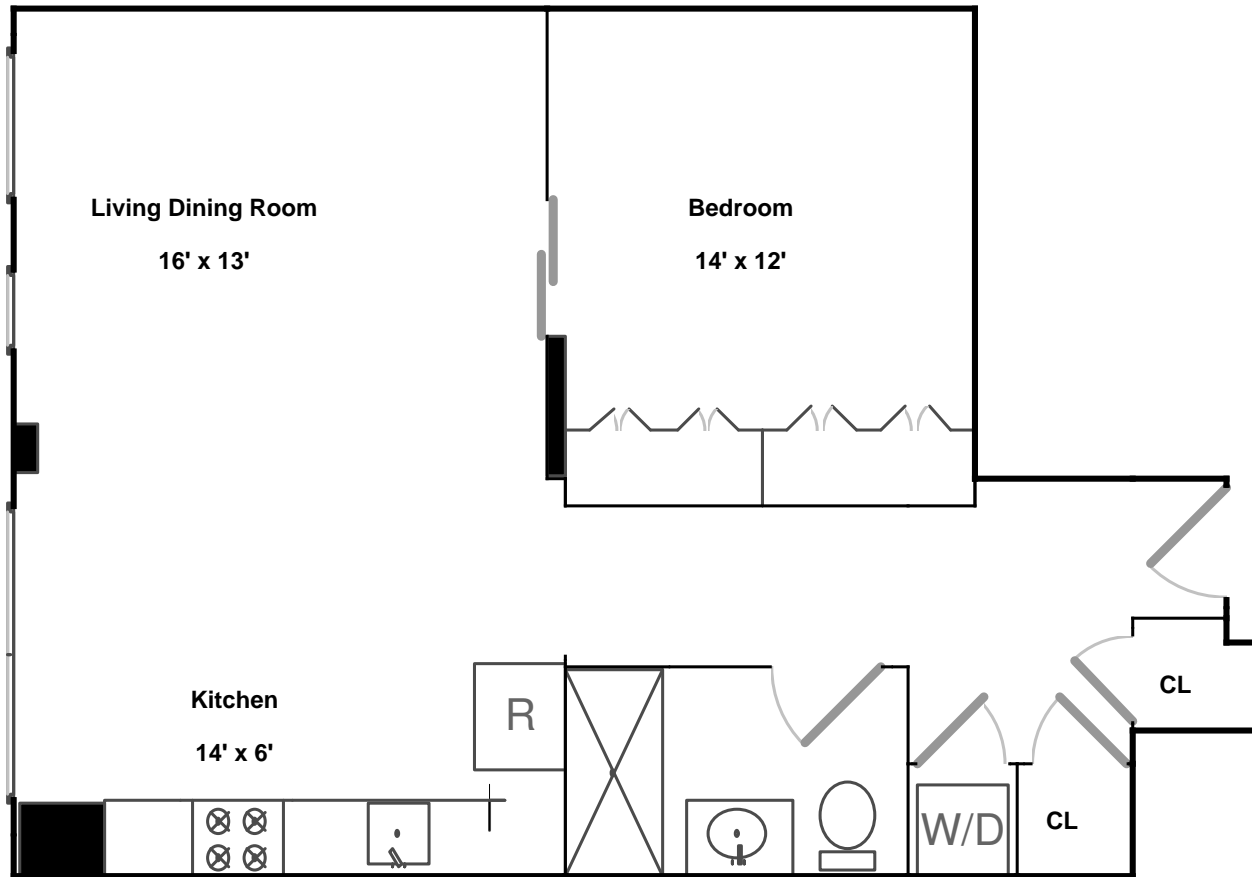 Living Dining Room
16' x 13'
Bedroom
14' x 12'
Kitchen
14' x 6'
R
CL
W/D
CL